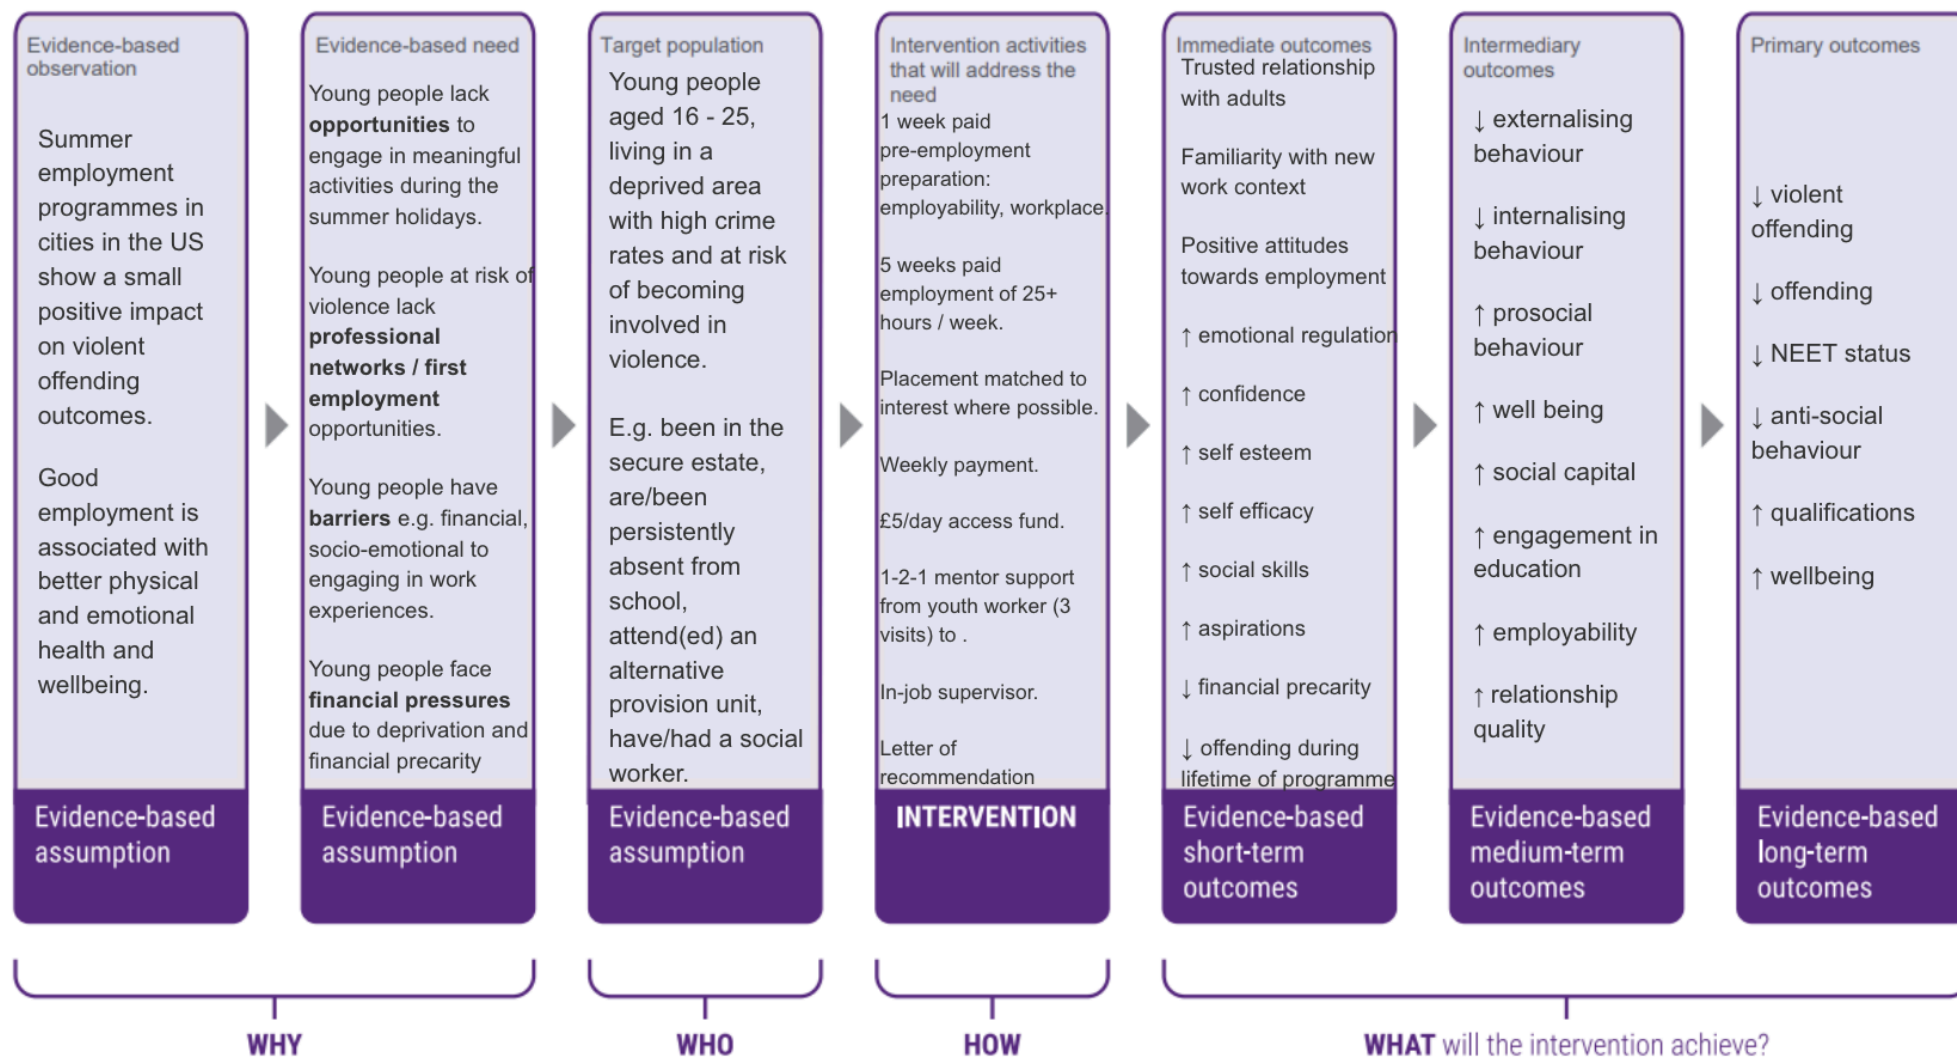 Evidence-based
observation
Summer
employment
programmes in
cities in the US
show a small
positive impact
on violent
offending
outcomes.
Good
employment is
associated with
better physical
and emotional
health and
wellbeing.
Evidence-based
assumption
Evidence-based need
Young people lack
opportunities to
engage in meaningful
activities during the
summer holidays.
Young people at risk of
violence lack
professional
networks / first
employment
opportunities.
Young people have
barriers e.g. financial,
socio-emotional to
engaging in work
experiences.
Young people face
financial pressures
due to deprivation and
financial precarity
Evidence-based
assumption
Target population
Young people
aged 16 - 25,
living in a
deprived area
with high crime
rates and at risk
of becoming
involved in
violence.
E.g. been in the
secure estate,
are/been
persistently
absent from
school,
attend(ed) an
alternative
provision unit,
have/had a social
worker.
Evidence-based
assumption
Intervention activities
that will address the
need
1 week paid
pre-employment
preparation:
employability, workplace.
5 weeks paid
employment of 25+
hours / week.
Placement matched to
interest where possible.
Weekly payment.
£5/day access fund.
1-2-1 mentor support
from youth worker (3
visits) to .
In-job supervisor.
Letter of
recommendation
INTERVENTION
Immediate outcomes
Trusted relationship
with adults
Familiarity with new
work context
Positive attitudes
towards employment
↑ emotional regulation
↑ confidence
↑ self esteem
↑ self efficacy
↑ social skills
↑ aspirations
↓ financial precarity
↓ offending during
lifetime of programme
Evidence-based
short-term
outcomes
Intermediary
outcomes
↓ externalising
behaviour
↓ internalising
behaviour
↑ prosocial
behaviour
↑ well being
↑ social capital
↑ engagement in
education
↑ employability
↑ relationship
quality
Evidence-based
medium-term
outcomes
Primary outcomes
↓ violent
offending
↓ offending
↓ NEET status
↓ anti-social
behaviour
↑ qualifications
↑ wellbeing
Evidence-based
long-term
outcomes
WHY
WHO
HOW
WHAT will the intervention achieve?